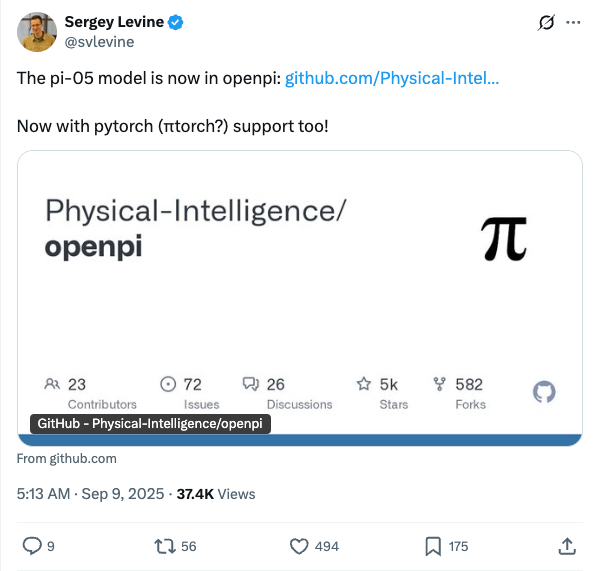 Sergey Levine
@svlevine
The pi-05 model is now in openpi: github.com/Physical-Intel...
Now with pytorch (πtorch?) support too!
Physical-Intelligence/
openpi
π
23 72 26 5k 582
Contributors Issues Discussions Stars Forks
GitHub - Physical-Intelligence/openpi
From github.com
5:13 AM · Sep 9, 2025 · 37.4K Views
9 56 494 175